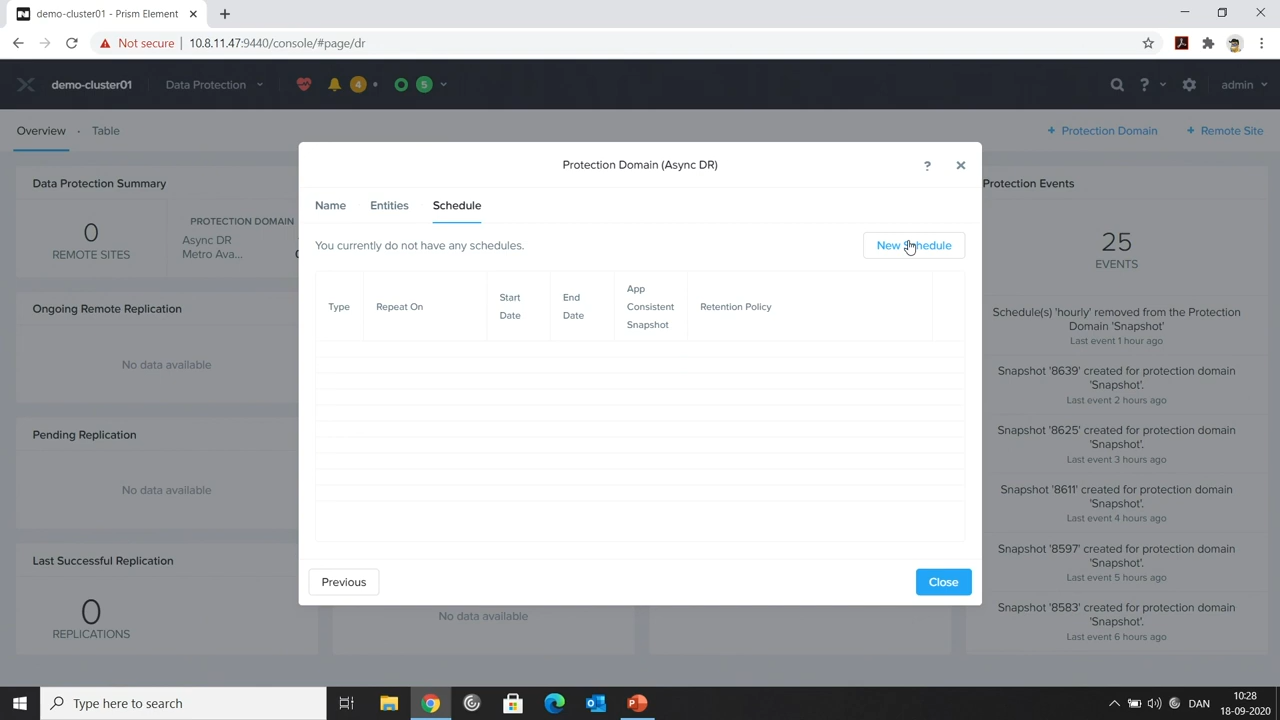 demo-cluster01 - Prism Element
Not secure
10.8.11.47:9440/console/#page/dr
demo-cluster01
Data Protection
4
5
?
admin
Overview
Table
+ Protection Domain
+ Remote Site
Data Protection Summary
0
REMOTE SITES
PROTECTION DOMAIN
Async DR
Metro Ava...
Ongoing Remote Replication
No data available
Pending Replication
No data available
Last Successful Replication
0
REPLICATIONS
No data available
Protection Domain (Async DR)
?
Name
Entities
Schedule
You currently do not have any schedules.
New Schedule
Type
Repeat On
Start
Date
End
Date
App
Consistent
Snapshot
Retention Policy
Previous
Close
Protection Events
25
EVENTS
Schedule(s) 'hourly' removed from the Protection
Domain 'Snapshot'
Last event 1 hour ago
Snapshot '8639' created for protection domain
'Snapshot'.
Last event 2 hours ago
Snapshot '8625' created for protection domain
'Snapshot'.
Last event 3 hours ago
Snapshot '8611' created for protection domain
'Snapshot'.
Last event 4 hours ago
Snapshot '8597' created for protection domain
'Snapshot'.
Last event 5 hours ago
Snapshot '8583' created for protection domain
'Snapshot'.
Last event 6 hours ago
Type here to search
DAN
10:28
18-09-2020